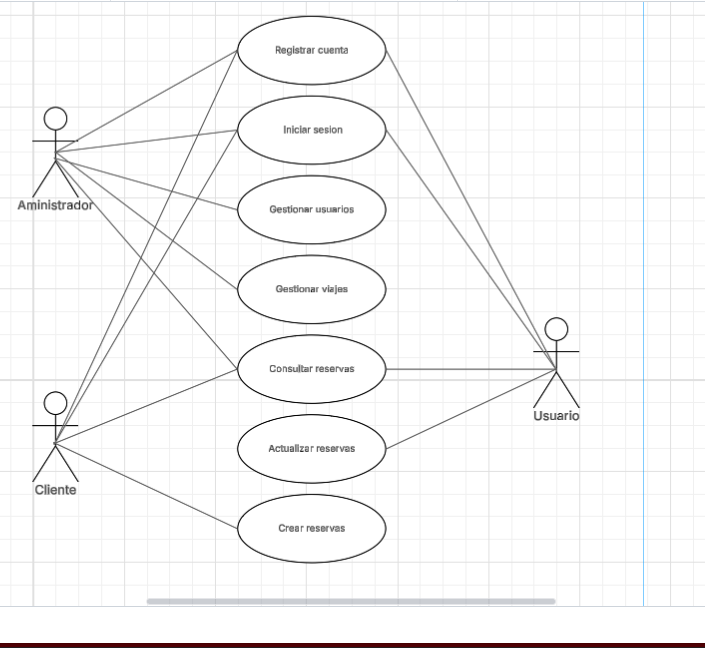 Registrar cuenta
Iniciar sesion
Gestionar usuarios
Aministrador
Gestionar viajes
Consultar reservas
Usuario
Actualizar reservas
Cliente
Crear reservas